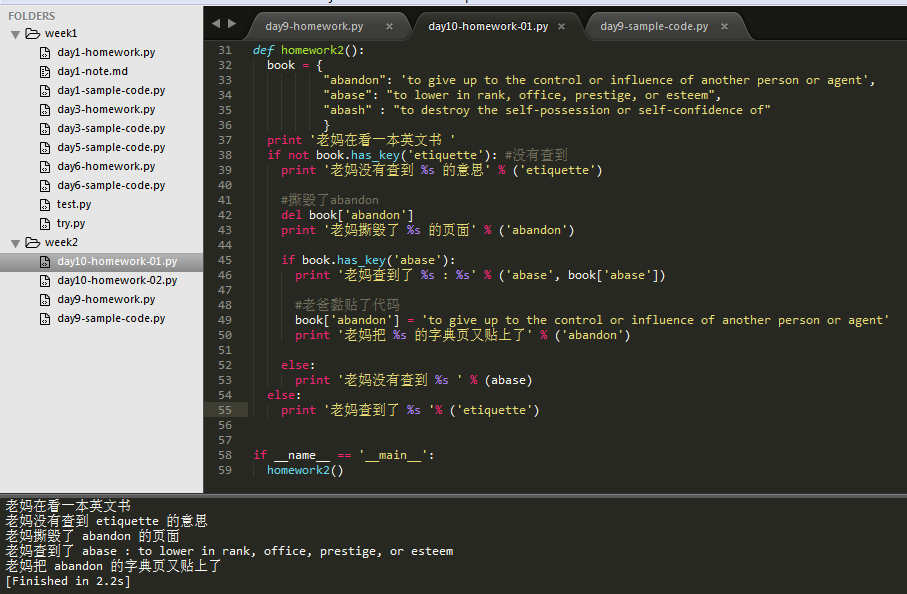 FOLDERS
week1
day1-homework.py
day1-note.md
day1-sample-code.py
day3-homework.py
day3-sample-code.py
day5-sample-code.py
day6-homework.py
day6-sample-code.py
test.py
try.py
week2
day10-homework-01.py
day10-homework-02.py
day9-homework.py
day9-sample-code.py
day9-homework.py × day10-homework-01.py × day9-sample-code.py ×
31 def homework2():
32 book = {
33 "abandon": 'to give up to the control or influence of another person or agent',
34 "abase": "to lower in rank, office, prestige, or esteem",
35 "abash" : "to destroy the self-possession or self-confidence of"
36 }
37 print '老妈在看一本英文书 '
38 if not book.has_key('etiquette'): #没有查到
39 print '老妈没有查到 %s 的意思' % ('etiquette')
40
41 #撕毁了abandon
42 del book['abandon']
43 print '老妈撕毁了 %s 的页面' % ('abandon')
44
45 if book.has_key('abase'):
46 print '老妈查到了 %s : %s' % ('abase', book['abase'])
47
48 #老爸黏贴了代码
49 book['abandon'] = 'to give up to the control or influence of another person or agent'
50 print '老妈把 %s 的字典页又贴上了' % ('abandon')
51
52 else:
53 print '老妈没有查到 %s ' % (abase)
54 else:
55 print '老妈查到了 %s '% ('etiquette')
56
57
58 if __name__ == '__main__':
59 homework2()
老妈在看一本英文书
老妈没有查到 etiquette 的意思
老妈撕毁了 abandon 的页面
老妈查到了 abase : to lower in rank, office, prestige, or esteem
老妈把 abandon 的字典页又贴上了
[Finished in 2.2s]